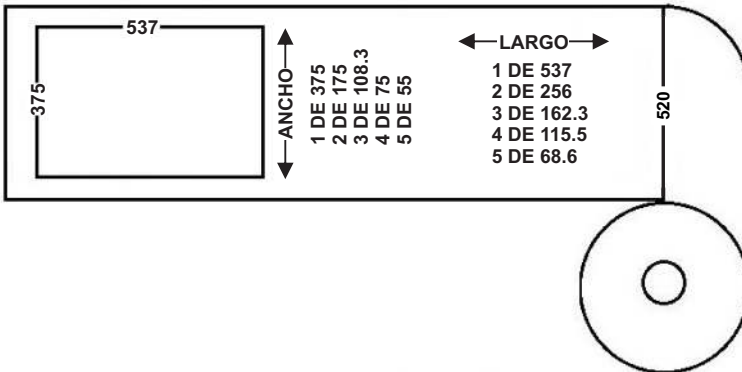 537
375
ANCHO
1 DE 375
2 DE 175
3 DE 108.3
4 DE 75
5 DE 55
LARGO
1 DE 537
2 DE 256
3 DE 162.3
4 DE 115.5
5 DE 68.6
520